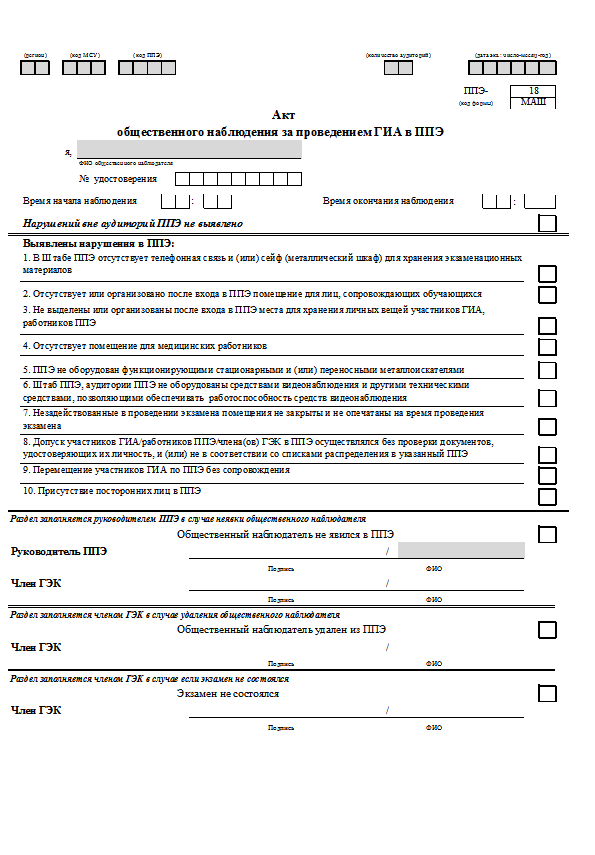 (регион) (код МСУ) (код ППЭ) (количество аудиторий) (дата экз.: число-месяц-год)
ППЭ- 18
(код формы) МАШ
Акт
общественного наблюдения за проведением ГИА в ППЭ
я,
ФИО общественного наблюдателя
№ удостоверения
Время начала наблюдения : Время окончания наблюдения :
Нарушений вне аудиторий ППЭ не выявлено
Выявлены нарушения в ППЭ:
1. В Штабе ППЭ отсутствует телефонная связь и (или) сейф (металлический шкаф) для хранения экзаменационных
материалов
2. Отсутствует или организовано после входа в ППЭ помещение для лиц, сопровождающих обучающихся
3. Не выделены или организованы после входа в ППЭ места для хранения личных вещей участников ГИА,
работников ППЭ
4. Отсутствует помещение для медицинских работников
5. ППЭ не оборудован функционирующими стационарными и (или) переносными металлоискателями
6. Штаб ППЭ, аудитории ППЭ не оборудованы средствами видеонаблюдения и другими техническими
средствами, позволяющими обеспечивать работоспособность средств видеонаблюдения
7. Незадействованные в проведении экзамена помещения не закрыты и не опечатаны на время проведения
экзамена
8. Допуск участников ГИА/работников ППЭ/члена(ов) ГЭК в ППЭ осуществлялся без проверки документов,
удостоверяющих их личность, и (или) не в соответствии со списками распределения в указанный ППЭ
9. Перемещение участников ГИА по ППЭ без сопровождения
10. Присутствие посторонних лиц в ППЭ
Раздел заполняется руководителем ППЭ в случае неявки общественного наблюдателя
Общественный наблюдатель не явился в ППЭ
Руководитель ППЭ /
Подпись ФИО
Член ГЭК /
Подпись ФИО
Раздел заполняется членом ГЭК в случае удаления общественного наблюдателя
Общественный наблюдатель удален из ППЭ
Член ГЭК /
Подпись ФИО
Раздел заполняется членом ГЭК в случае если экзамен не состоялся
Экзамен не состоялся
Член ГЭК /
Подпись ФИО